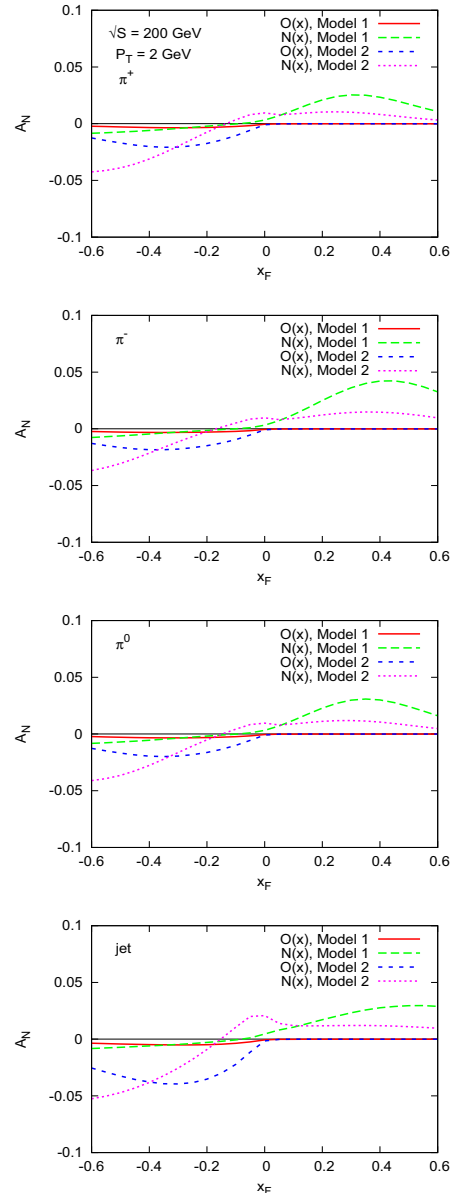 √S = 200 GeV
P_T = 2 GeV
π⁺
O(x), Model 1
N(x), Model 1
O(x), Model 2
N(x), Model 2
0.1
0.05
0
-0.05
-0.1
A_N
-0.6 -0.4 -0.2 0 0.2 0.4 0.6
x_F
π⁻
O(x), Model 1
N(x), Model 1
O(x), Model 2
N(x), Model 2
0.1
0.05
0
-0.05
-0.1
A_N
-0.6 -0.4 -0.2 0 0.2 0.4 0.6
x_F
π⁰
O(x), Model 1
N(x), Model 1
O(x), Model 2
N(x), Model 2
0.1
0.05
0
-0.05
-0.1
A_N
-0.6 -0.4 -0.2 0 0.2 0.4 0.6
x_F
jet
O(x), Model 1
N(x), Model 1
O(x), Model 2
N(x), Model 2
0.1
0.05
0
-0.05
-0.1
A_N
-0.6 -0.4 -0.2 0 0.2 0.4 0.6
x_F